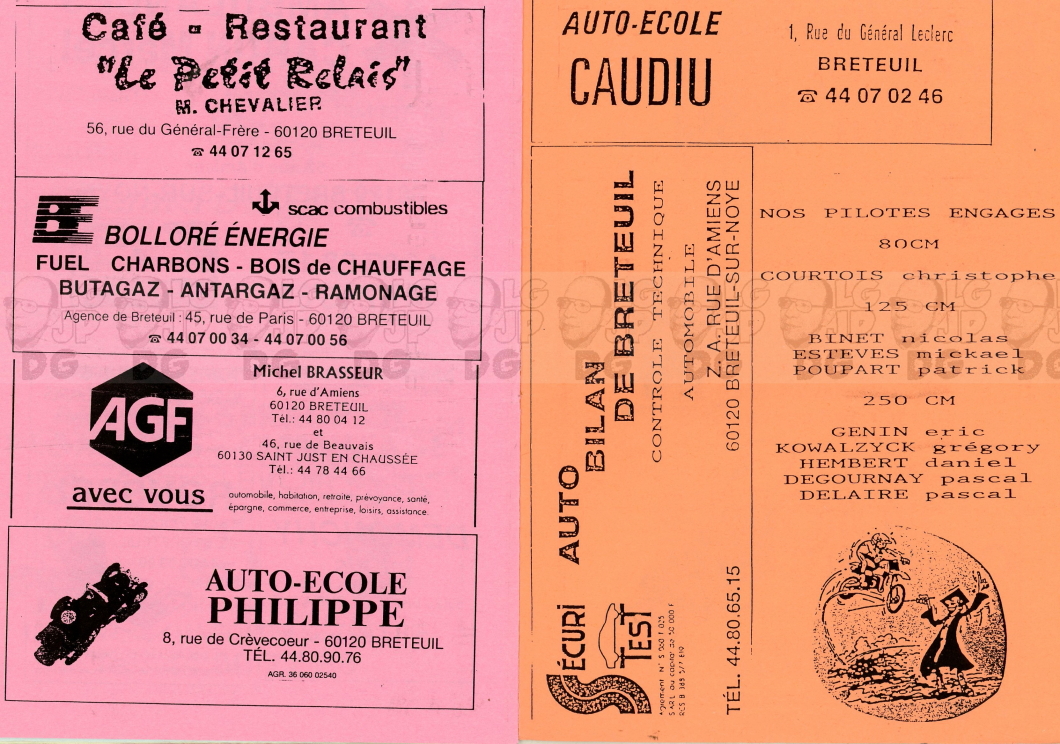 Café - Restaurant
"Le Petit Relais"
M. CHEVALIER
56, rue du Général-Frère - 60120 BRETEUIL
☎ 44 07 12 65
scac combustibles
BOLLORÉ ÉNERGIE
FUEL CHARBONS - BOIS de CHAUFFAGE
BUTAGAZ - ANTARGAZ - RAMONAGE
Agence de Breteuil : 45, rue de Paris - 60120 BRETEUIL
☎ 44 07 00 34 - 44 07 00 56
AGF
avec vous
Michel BRASSEUR
6, rue d'Amiens
60120 BRETEUIL
Tél.: 44 80 04 12
et
46, rue de Beauvais
60130 SAINT JUST EN CHAUSSÉE
Tél.: 44 78 44 66
automobile, habitation, retraite, prévoyance, santé,
épargne, commerce, entreprise, loisirs, assistance.
AUTO-ECOLE
PHILIPPE
8, rue de Crèvecoeur - 60120 BRETEUIL
TÉL. 44.80.90.76
AGR. 36 060 02540
AUTO-ECOLE
CAUDIU
1, Rue du Général Leclerc
BRETEUIL
☎ 44 07 02 46
SÉCURI
TEST
AUTO BILAN
DE BRETEUIL
CONTROLE TECHNIQUE
AUTOMOBILE
Z.A. RUE D'AMIENS
60120 BRETEUIL-SUR-NOYE
TÉL. 44.80.65.15
S.A.R.L. au capital de 50 000 F
NOS PILOTES ENGAGES
80CM
COURTOIS christophe
125 CM
BINET nicolas
ESTEVES mickael
POUPART patrick
250 CM
GENIN eric
KOWALZYCK grégory
HEMBERT daniel
DEGOURNAY pascal
DELAIRE pascal
LG
JP
DG